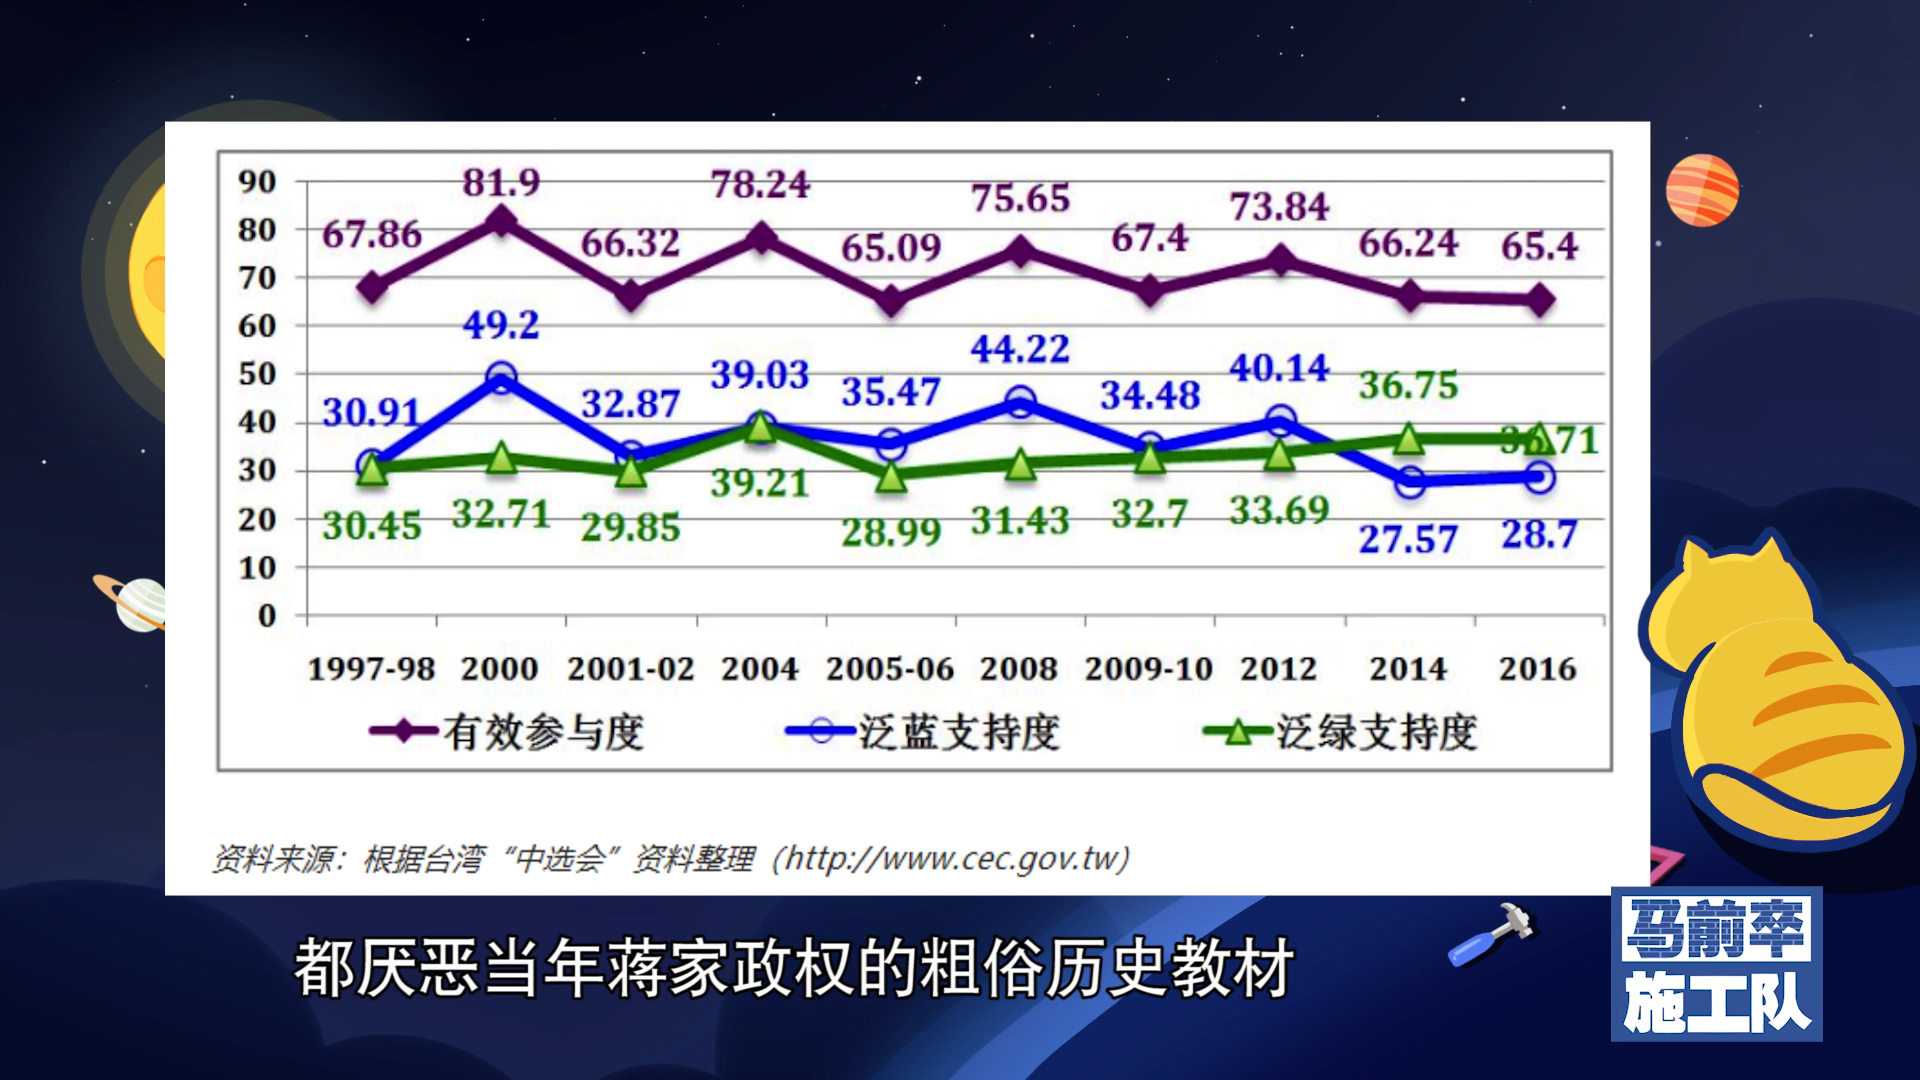 90
80
70
60
50
40
30
20
10
0
67.86 81.9 66.32 78.24 65.09 75.65 67.4 73.84 66.24 65.4
30.91 49.2 32.87 39.03 35.47 44.22 34.48 40.14 27.57 28.7
30.45 32.71 29.85 39.21 28.99 31.43 32.7 33.69 36.75 36.71
1997-98 2000 2001-02 2004 2005-06 2008 2009-10 2012 2014 2016
有效参与度 泛蓝支持度 泛绿支持度
资料来源：根据台湾“中选会”资料整理（http://www.cec.gov.tw）
都厌恶当年蒋家政权的粗俗历史教材
马前卒
施工队